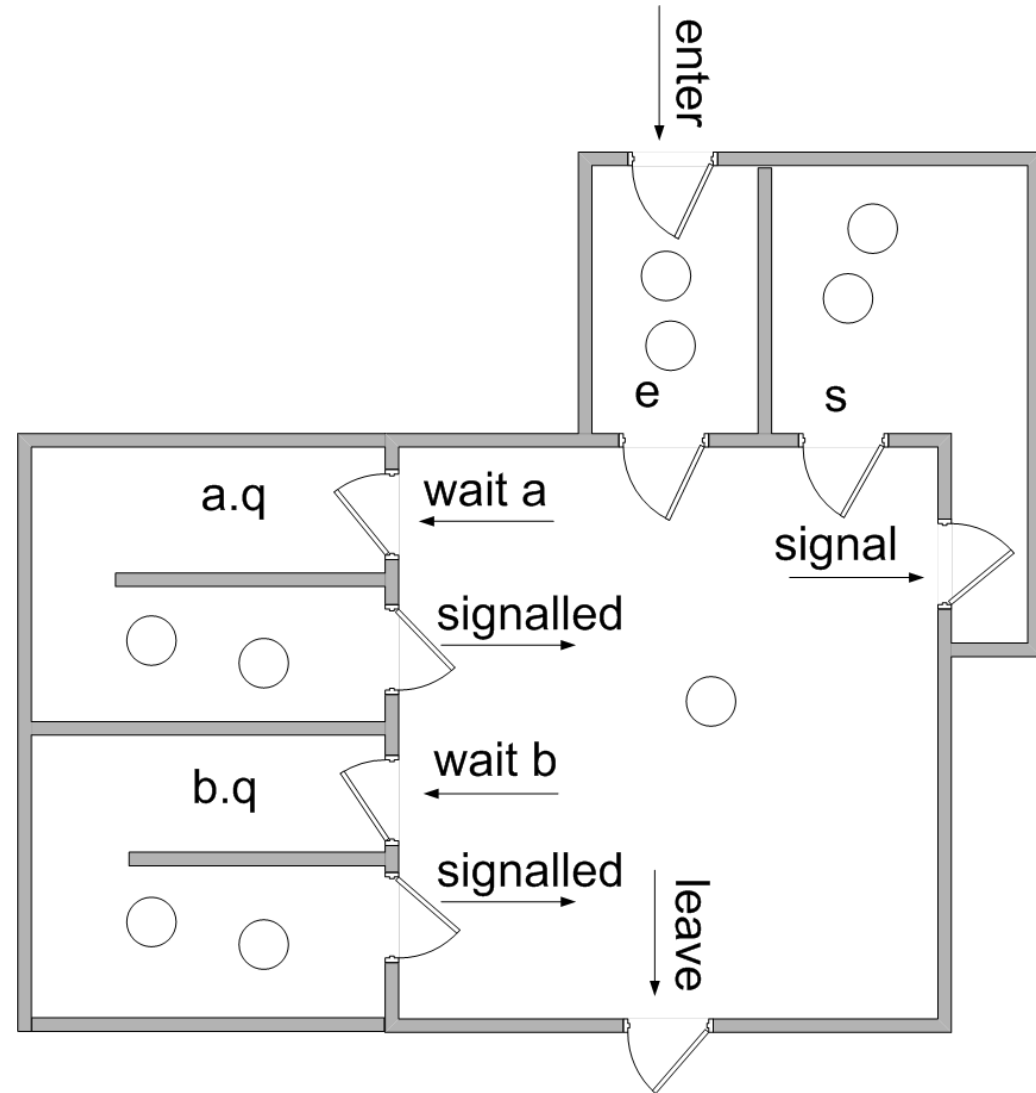 enter
e
s
a.q
wait a
signal
signalled
b.q
wait b
signalled
leave